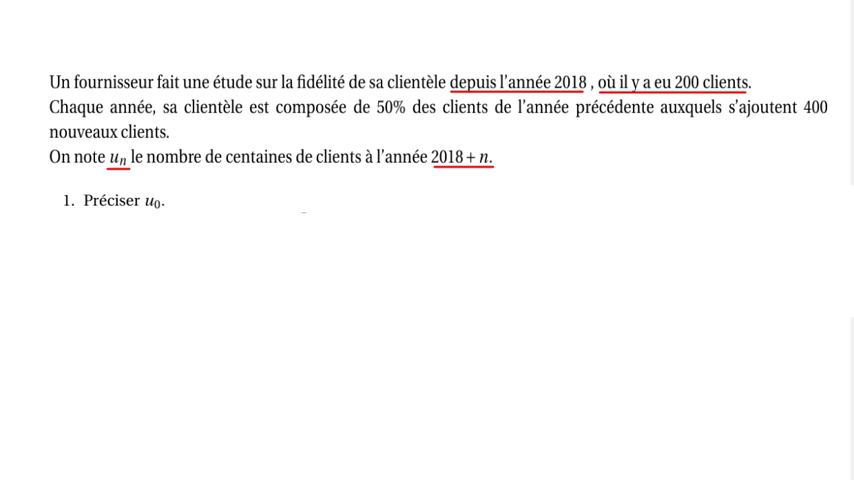 Un fournisseur fait une étude sur la fidélité de sa clientèle depuis l'année 2018 , où il y a eu 200 clients.
Chaque année, sa clientèle est composée de 50% des clients de l'année précédente auxquels s'ajoutent 400
nouveaux clients.
On note uₙ le nombre de centaines de clients à l'année 2018 + n.
1. Préciser u₀.